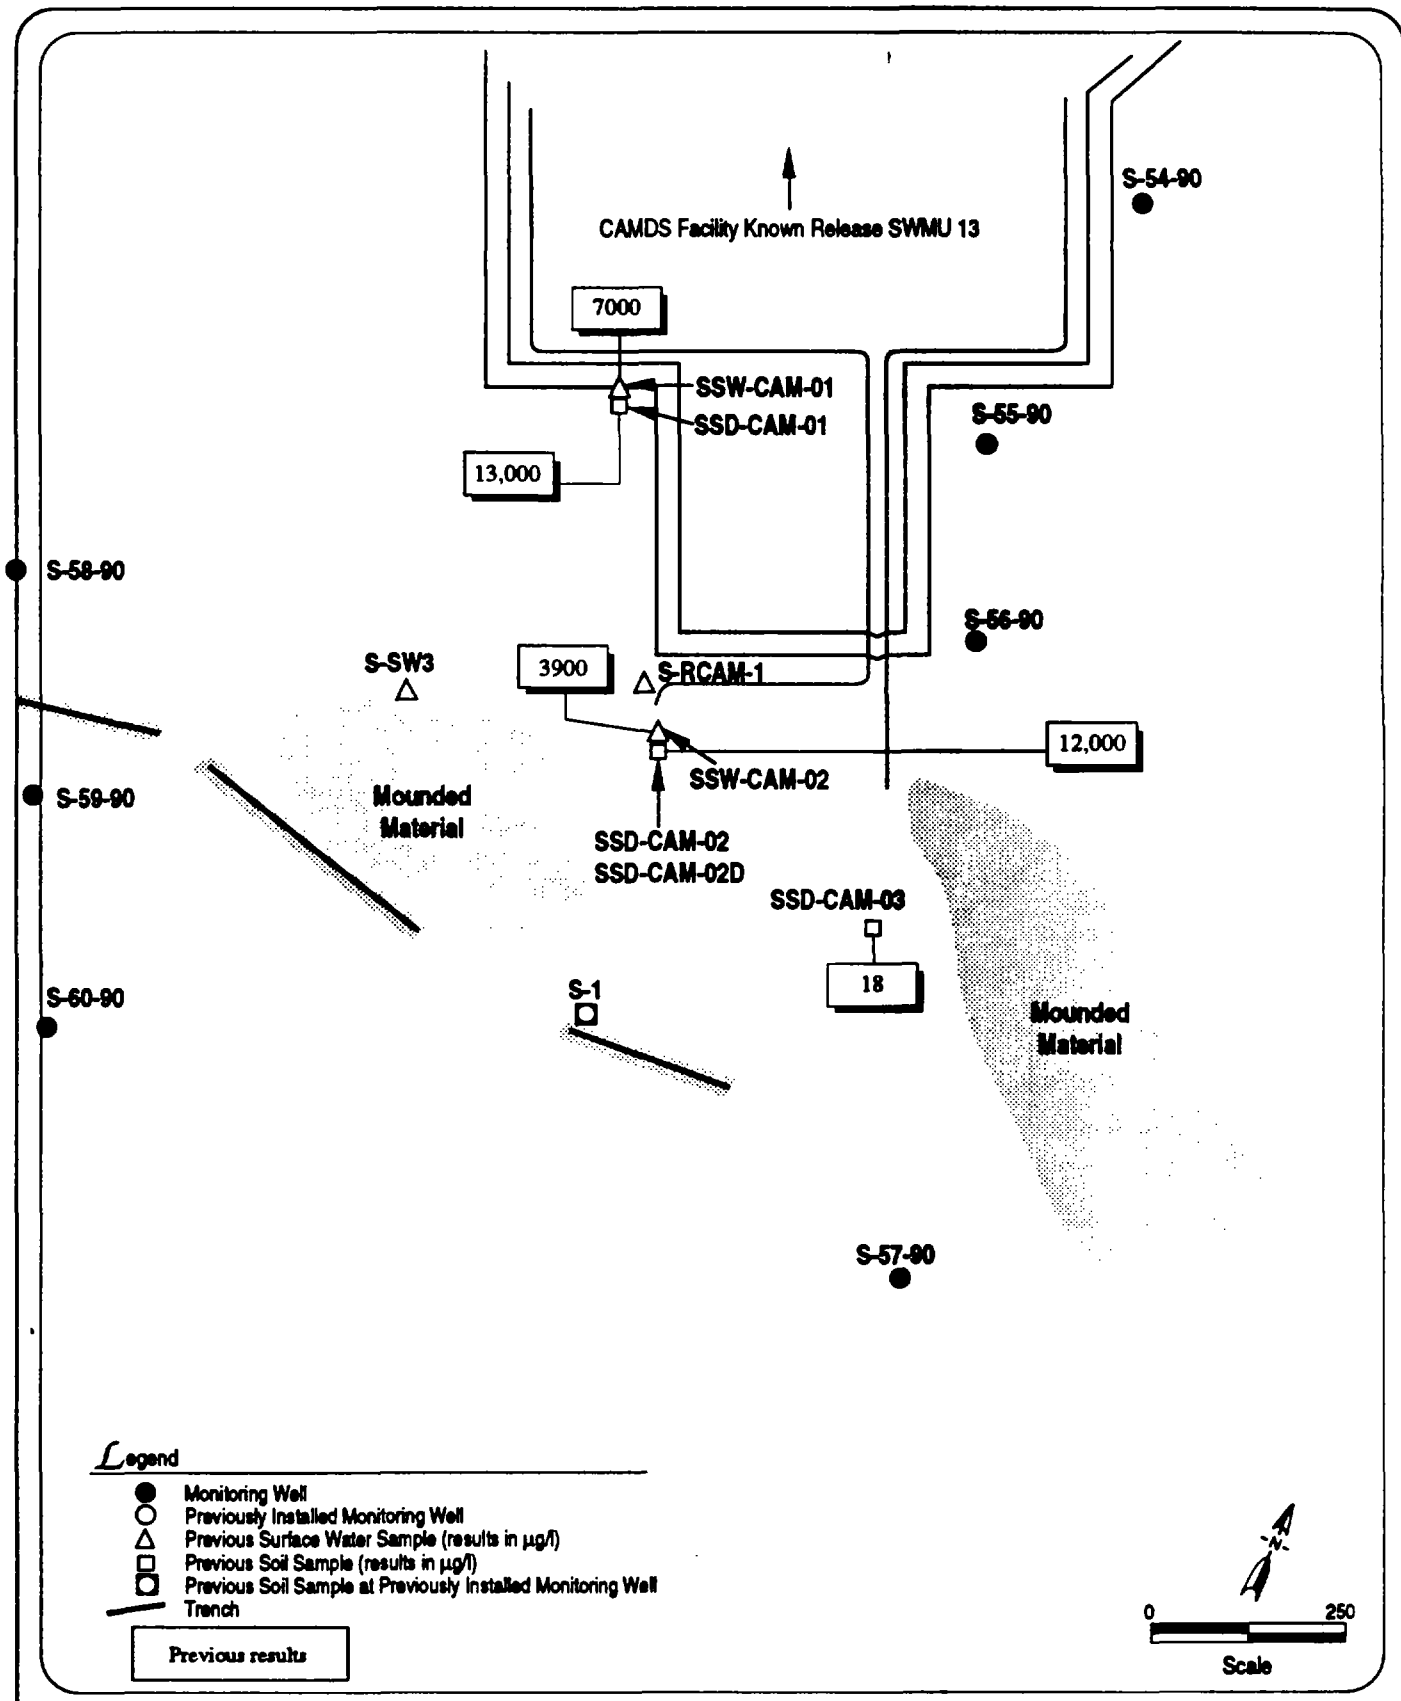 S-54-90
CAMDS Facility Known Release SWMU 13
7000
SSW-CAM-01
SSD-CAM-01
S-55-90
13,000
S-58-90
S-56-90
S-SW3
3900
S-RCAM-1
12,000
SSW-CAM-02
S-59-90
Mounded
Material
SSD-CAM-02
SSD-CAM-02D
SSD-CAM-03
18
S-60-90
S-1
Mounded
Material
S-57-90
Legend
Monitoring Well
Previously Installed Monitoring Well
Previous Surface Water Sample (results in µg/l)
Previous Soil Sample (results in µg/l)
Previous Soil Sample at Previously Installed Monitoring Well
Trench
Previous results
-N-
0 250
Scale